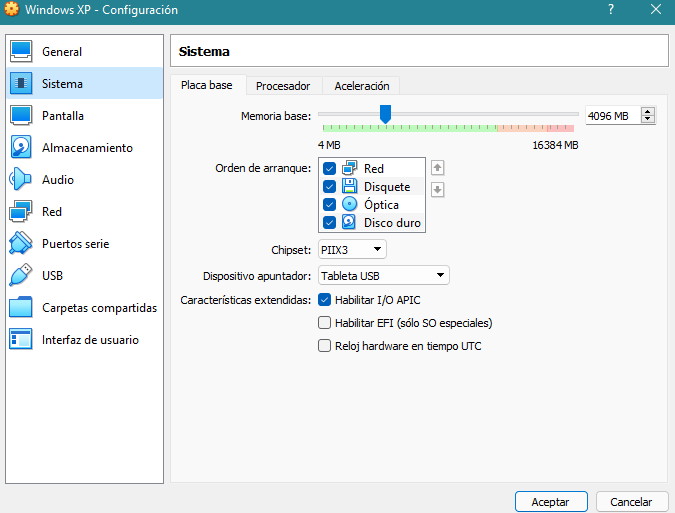 Windows XP - Configuración
General
Sistema
Pantalla
Almacenamiento
Audio
Red
Puertos serie
USB
Carpetas compartidas
Interfaz de usuario
Sistema
Placa base Procesador Aceleración
Memoria base: 4096 MB
4 MB 16384 MB
Orden de arranque: Red
Disquete
Óptica
Disco duro
Chipset: PIIX3
Dispositivo apuntador: Tableta USB
Características extendidas: Habilitar I/O APIC
Habilitar EFI (sólo SO especiales)
Reloj hardware en tiempo UTC
Aceptar Cancelar